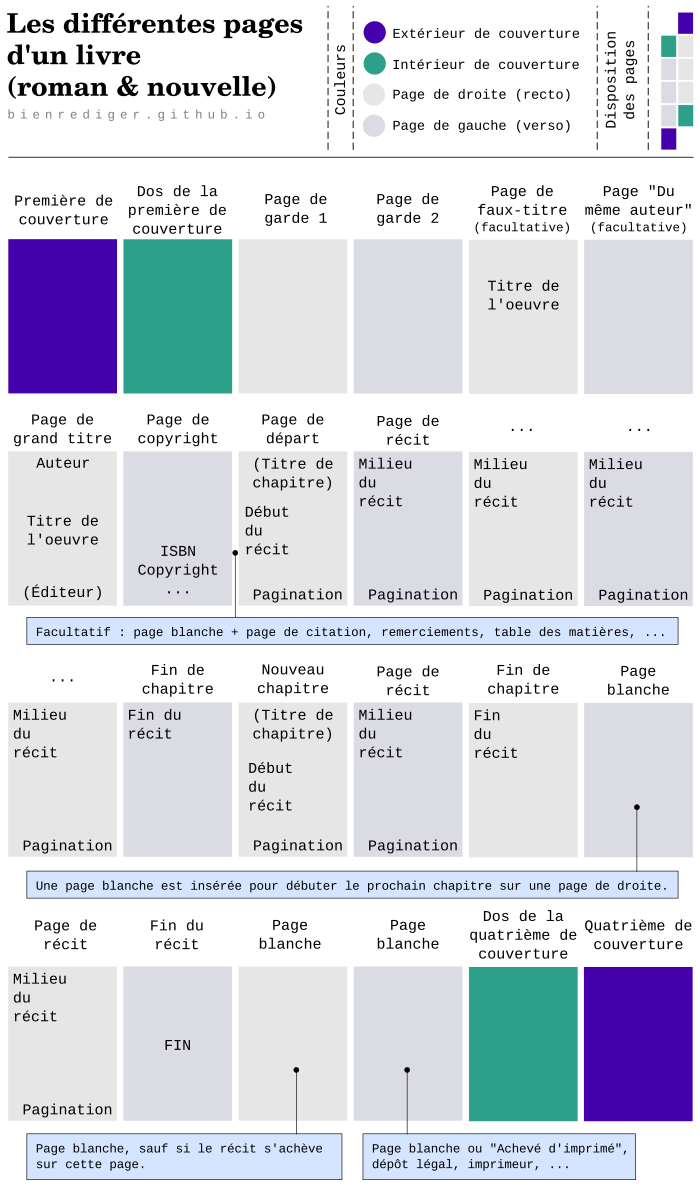 Les différentes pages
d'un livre
(roman & nouvelle)
bienrediger.github.io
Couleurs
Extérieur de couverture
Intérieur de couverture
Page de droite (recto)
Page de gauche (verso)
Disposition
des pages
Première de
couverture
Dos de la
première de
couverture
Page de
garde 1
Page de
garde 2
Page de
faux-titre
(facultative)
Titre de
l'oeuvre
Page "Du
même auteur"
(facultative)
Page de
grand titre
Auteur
Titre de
l'oeuvre
(Éditeur)
Page de
copyright
ISBN
Copyright
...
Page de
départ
(Titre de
chapitre)
Début
du
récit
Pagination
Page de
récit
Milieu
du
récit
Pagination
...
Milieu
du
récit
Pagination
...
Milieu
du
récit
Pagination
Facultatif : page blanche + page de citation, remerciements, table des matières, ...
...
Milieu
du
récit
Pagination
Fin de
chapitre
Fin du
récit
Nouveau
chapitre
(Titre de
chapitre)
Début
du
récit
Pagination
Page de
récit
Milieu
du
récit
Pagination
Fin de
chapitre
Fin
du
récit
Page
blanche
Une page blanche est insérée pour débuter le prochain chapitre sur une page de droite.
Page de
récit
Milieu
du
récit
Pagination
Fin du
récit
FIN
Page
blanche
Page
blanche
Dos de la
quatrième de
couverture
Quatrième de
couverture
Page blanche, sauf si le récit s'achève
sur cette page.
Page blanche ou "Achevé d'imprimé",
dépôt légal, imprimeur, ...